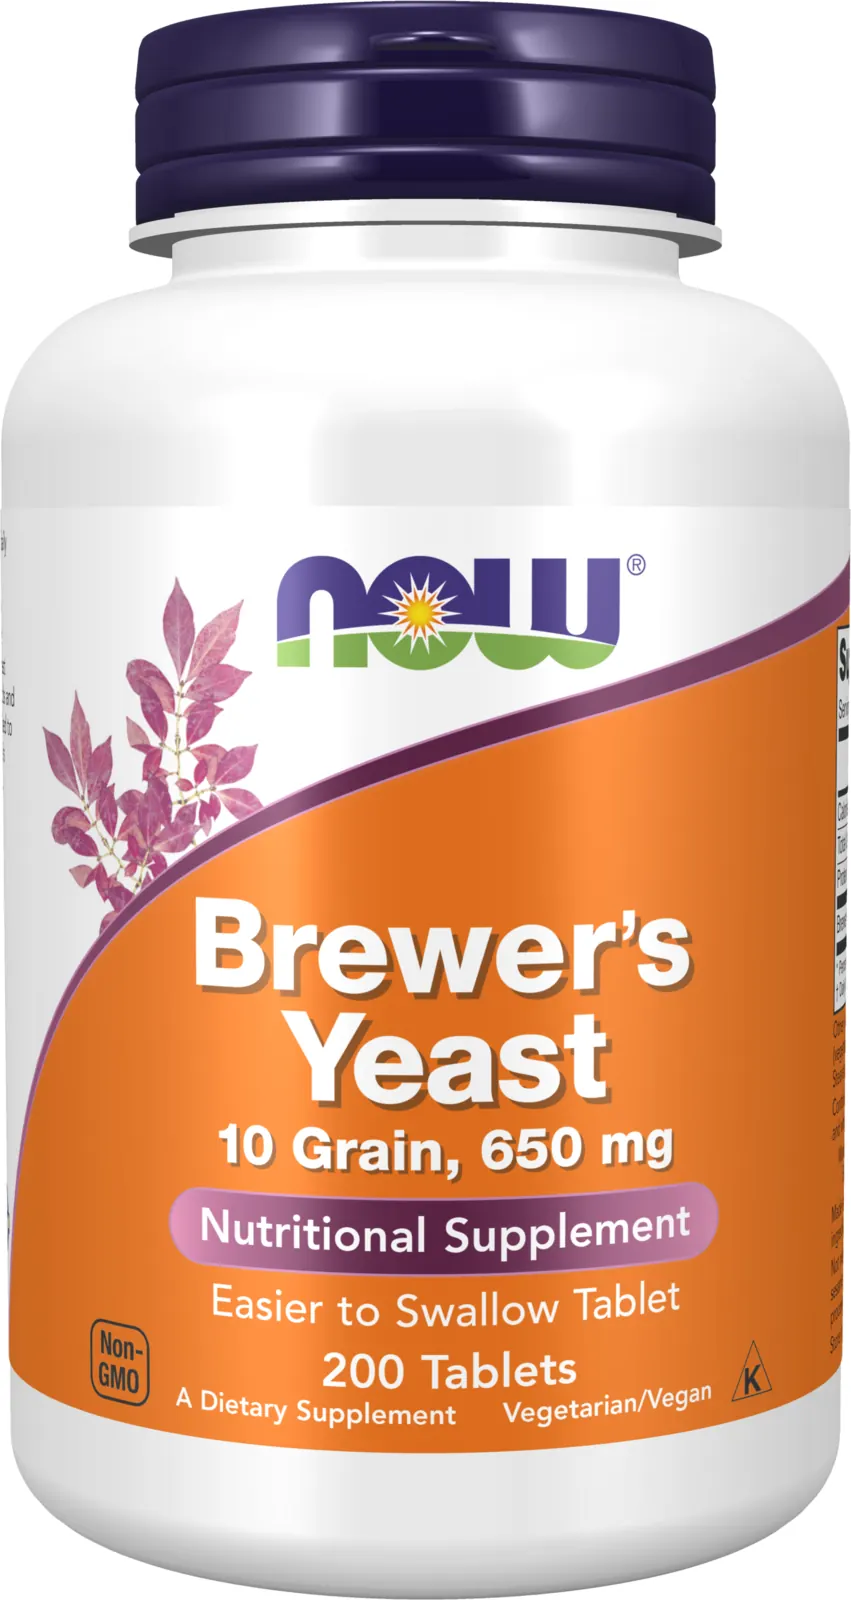 NOW®
Brewer's
Yeast
10 Grain, 650 mg
Nutritional Supplement
Easier to Swallow Tablet
200 Tablets
Non-
GMO
A Dietary Supplement
Vegetarian/Vegan
K